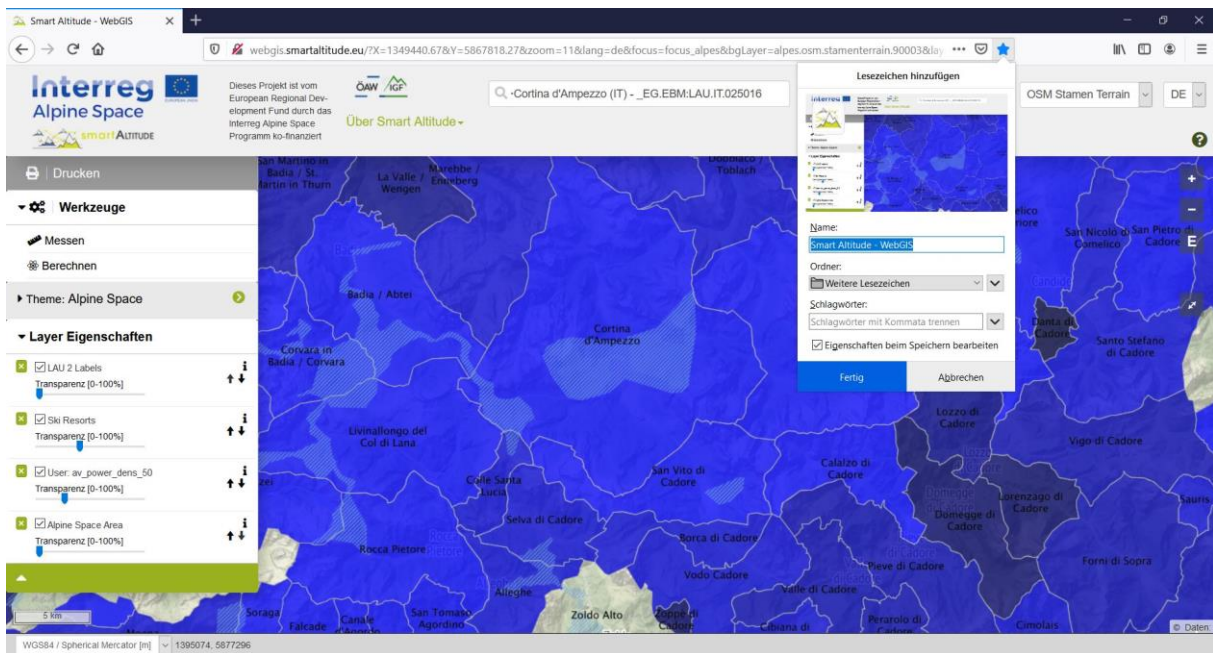 Smart Altitude - WebGIS
webgis.smartaltitude.eu/?X=1349440.67&Y=5867818.27&zoom=11&lang=de&focus=focus_alpes&bgLayer=alpes.osm.stamenterrain.90003&lay
Interreg
Alpine Space
smartALTITUDE
Dieses Projekt ist vom
European Regional Dev-
elopment Fund durch das
Interreg Alpine Space
Programm ko-finanziert
ÖAW IGF
Über Smart Altitude
Cortina d'Ampezzo (IT) - _EG.EBM:LAU.IT.025016
OSM Stamen Terrain
DE
?
Lesezeichen hinzufügen
Name:
Smart Altitude - WebGIS
Ordner:
Weitere Lesezeichen
Schlagwörter:
Schlagwörter mit Kommata trennen
Eigenschaften beim Speichern bearbeiten
Fertig
Abbrechen
Drucken
Werkzeuge
Messen
Berechnen
Theme: Alpine Space
Layer Eigenschaften
LAU 2 Labels
Transparenz [0-100%]
Ski Resorts
Transparenz [0-100%]
User: av_power_dens_50
Transparenz [0-100%]
Alpine Space Area
Transparenz [0-100%]
San Martino in
Badia / St.
Martin in Thurn
La Valle /
Wengen
Marebbe /
Enneberg
Dobbiaco /
Toblach
San Nicolò di
Comelico
San Pietro di
Cadore
E
Badia / Abtei
Cortina
d'Ampezzo
Danta di
Cadore
Santo Stefano
di Cadore
Corvara in
Badia / Corvara
Lozzo di
Cadore
Vigo di Cadore
Livinallongo del
Col di Lana
San Vito di
Cadore
Calalzo di
Cadore
Colle Santa
Lucia
Domegge di
Cadore
Lorenzago di
Cadore
Sauris
Selva di Cadore
Borca di Cadore
Rocca Pietore
Vodo Cadore
Pieve di Cadore
Forni di Sopra
Alleghe
Valle di Cadore
Zoldo Alto
Zoppè di
Cadore
Soraga
Falcade
Canale
d'Agordo
San Tomaso
Agordino
Cibiana di
Perarolo di
Cadore
Cimolais
5 km
© Daten:
WGS84 / Spherical Mercator [m]
1395074, 5877296